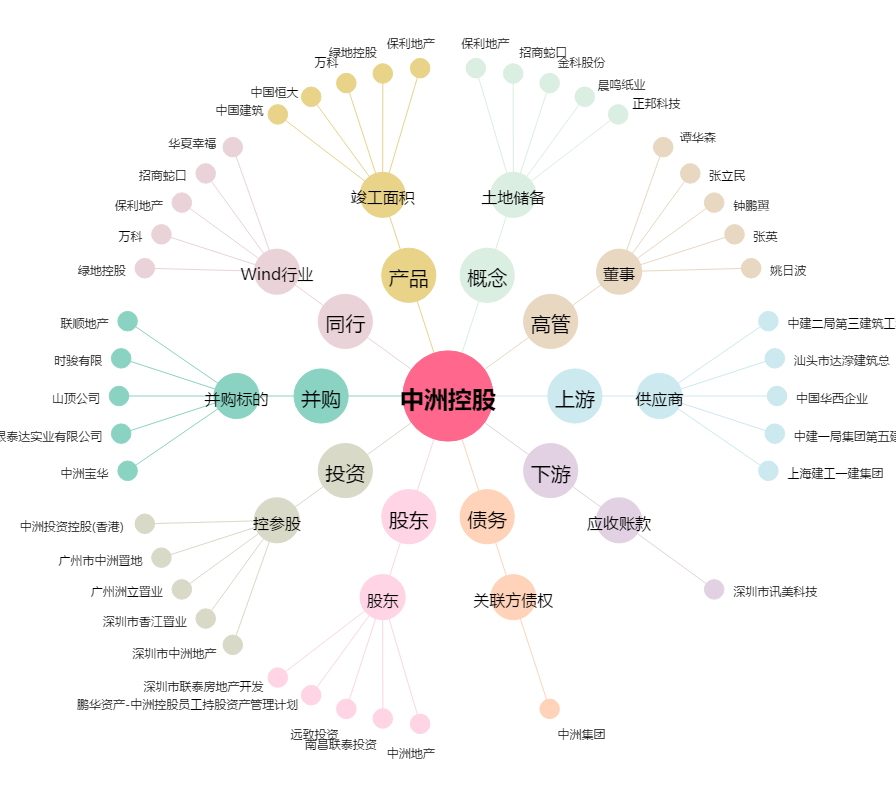 保利地产
保利地产
绿地控股
招商蛇口
万科
金科股份
中国恒大
晨鸣纸业
中国建筑
正邦科技
华夏幸福
谭华森
招商蛇口
张立民
竣工面积
土地储备
保利地产
钟鹏翼
万科
张英
绿地控股
Wind行业
产品
概念
董事
姚日波
联顺地产
同行
高管
中建二局第三建筑工
时骏有限
汕头市达濠建筑总
山顶公司
并购标的
并购
中洲控股
上游
供应商
中国华西企业
泰达实业有限公司
中建一局集团第五建
中洲宝华
投资
下游
上海建工一建集团
中洲投资控股(香港)
控参股
股东
债务
应收账款
广州市中洲置地
广州洲立置业
深圳市讯美科技
深圳市香江置业
股东
关联方债权
深圳市中洲地产
深圳市联泰房地产开发
鹏华资产-中洲控股员工持股资产管理计划
远致投资
中洲集团
南昌联泰投资
中洲地产